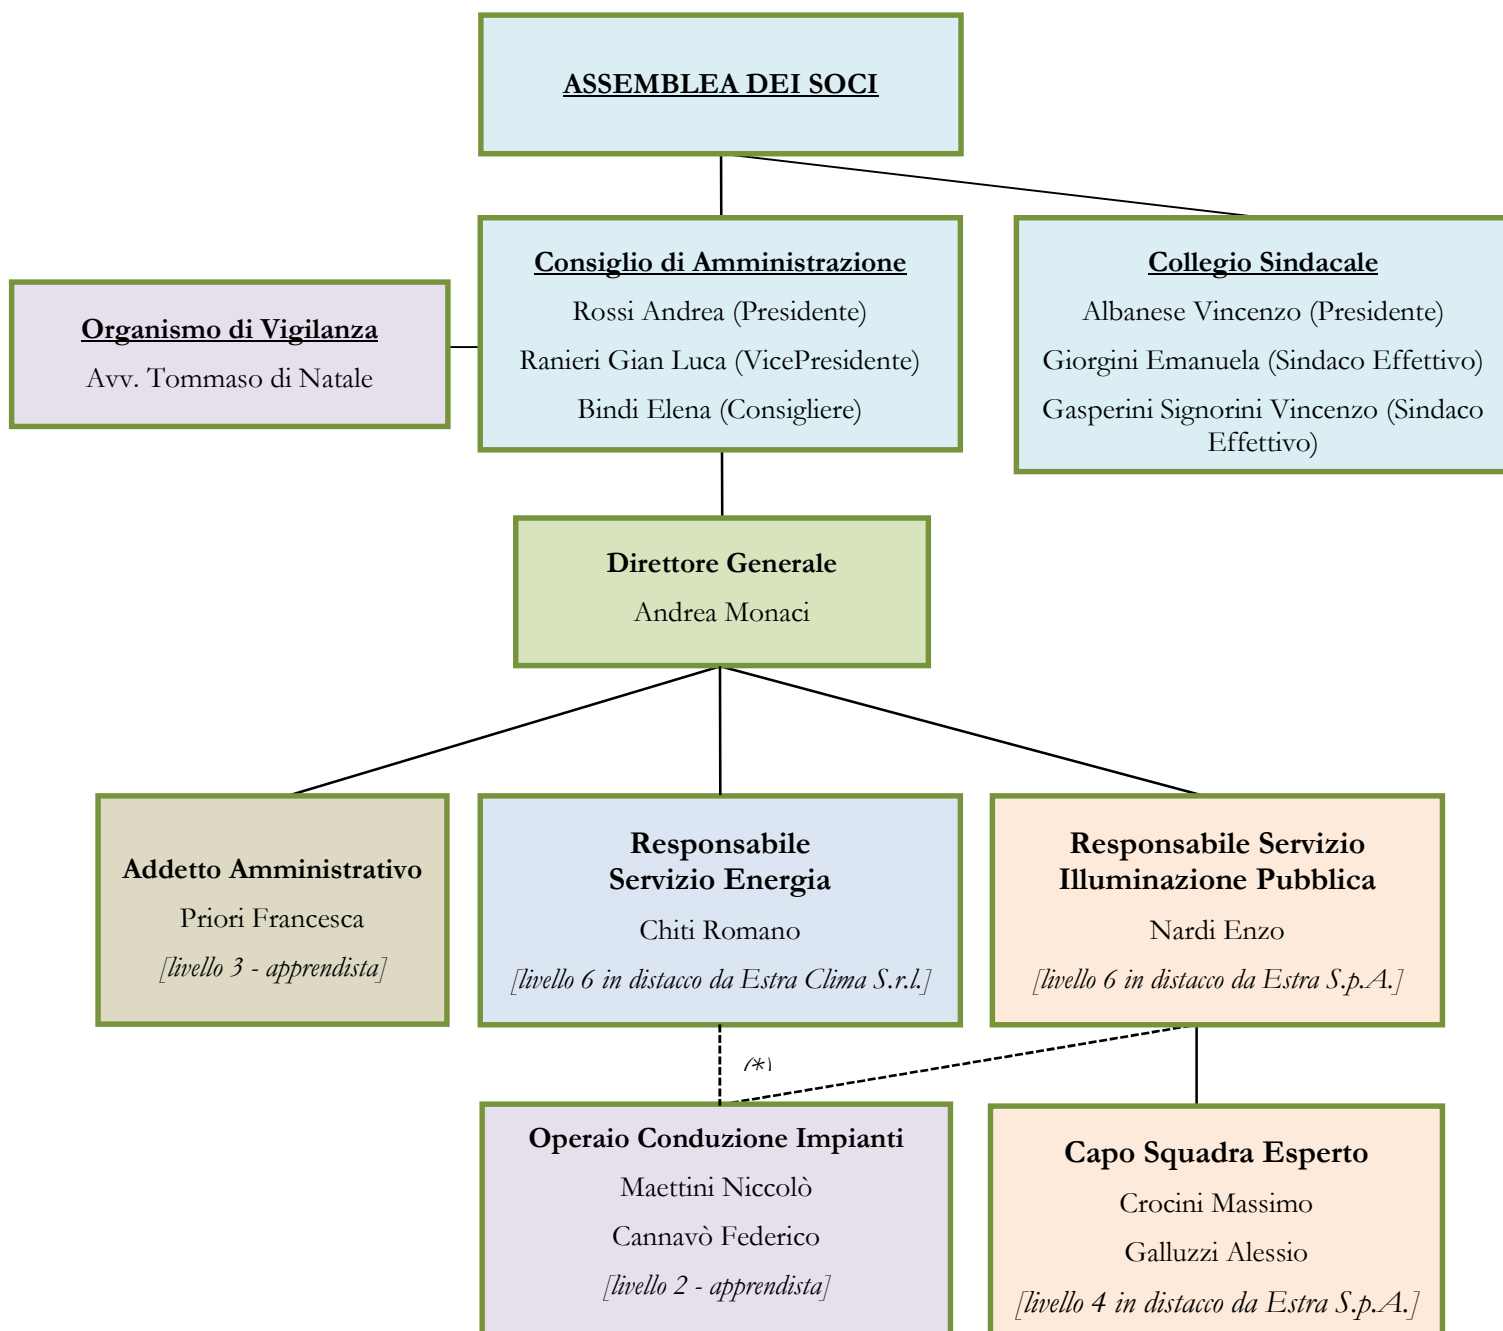 ASSEMBLEA DEI SOCI
Consiglio di Amministrazione
Rossi Andrea (Presidente)
Ranieri Gian Luca (VicePresidente)
Bindi Elena (Consigliere)
Collegio Sindacale
Albanese Vincenzo (Presidente)
Giorgini Emanuela (Sindaco Effettivo)
Gasperini Signorini Vincenzo (Sindaco
Effettivo)
Organismo di Vigilanza
Avv. Tommaso di Natale
Direttore Generale
Andrea Monaci
Addetto Amministrativo
Priori Francesca
[livello 3 - apprendista]
Responsabile
Servizio Energia
Chiti Romano
[livello 6 in distacco da Estra Clima S.r.l.]
Responsabile Servizio
Illuminazione Pubblica
Nardi Enzo
[livello 6 in distacco da Estra S.p.A.]
(*)
Operaio Conduzione Impianti
Maettini Niccolò
Cannavò Federico
[livello 2 - apprendista]
Capo Squadra Esperto
Crocini Massimo
Galluzzi Alessio
[livello 4 in distacco da Estra S.p.A.]